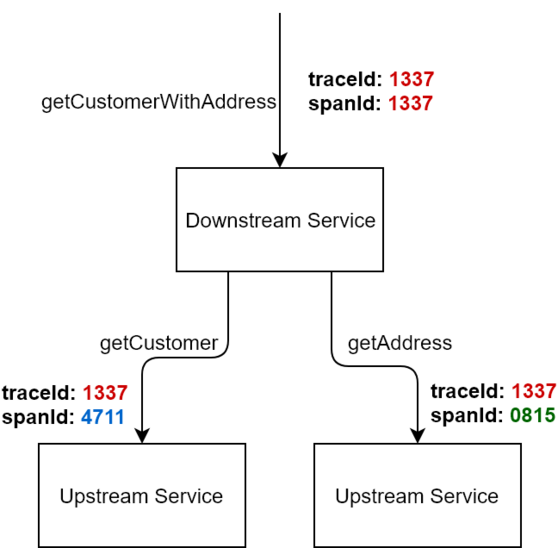 getCustomerWithAddress
traceId: 1337
spanId: 1337
Downstream Service
getCustomer
getAddress
traceId: 1337
spanId: 4711
traceId: 1337
spanId: 0815
Upstream Service
Upstream Service